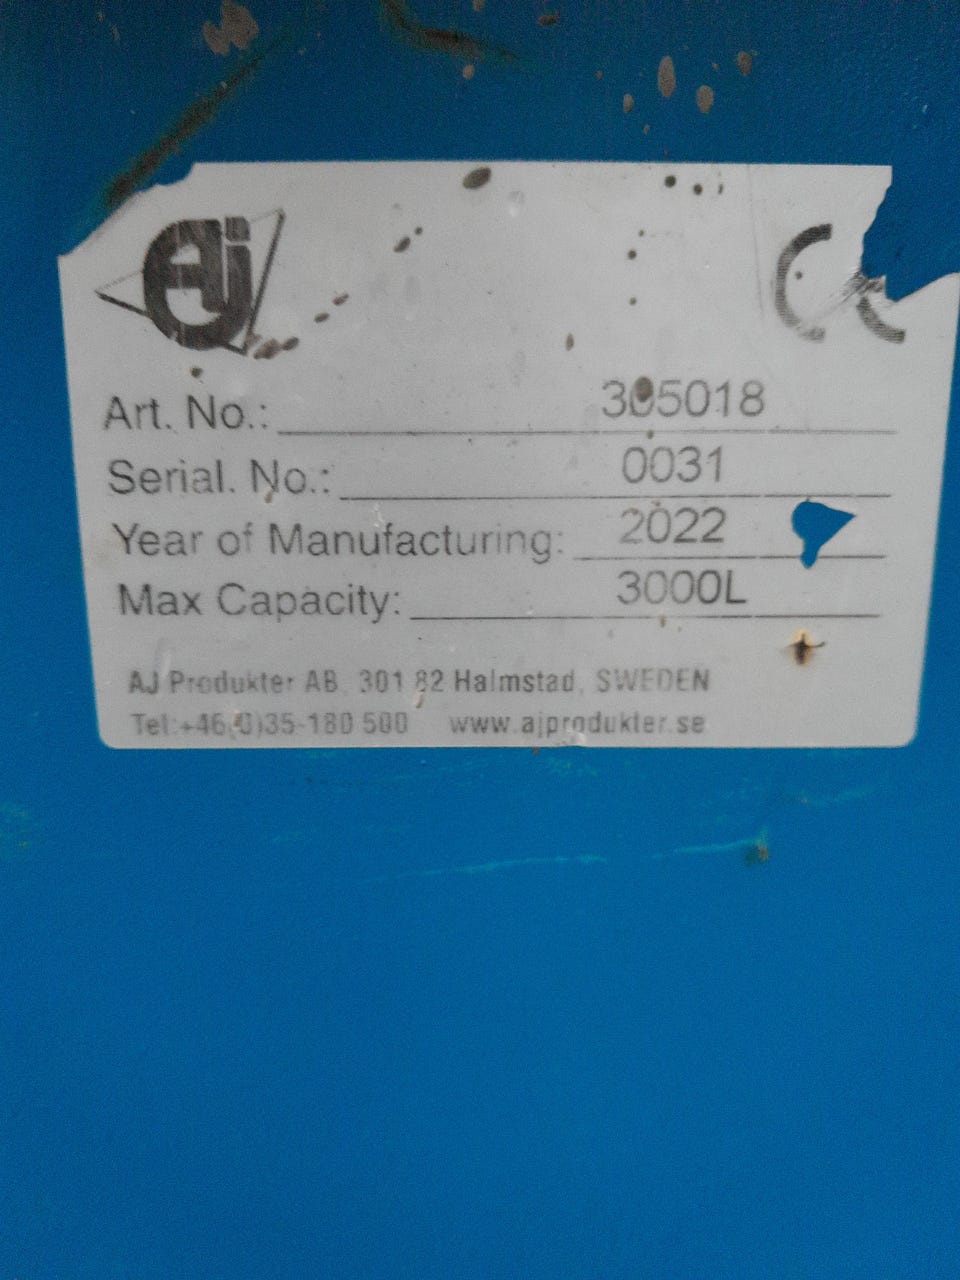 Aj CE
Art. No.: 305018
Serial. No.: 0031
Year of Manufacturing: 2022
Max Capacity: 3000L
AJ Produkter AB, 301 82 Halmstad, SWEDEN
Tel:+46(0)35-180 500 www.ajprodukter.se